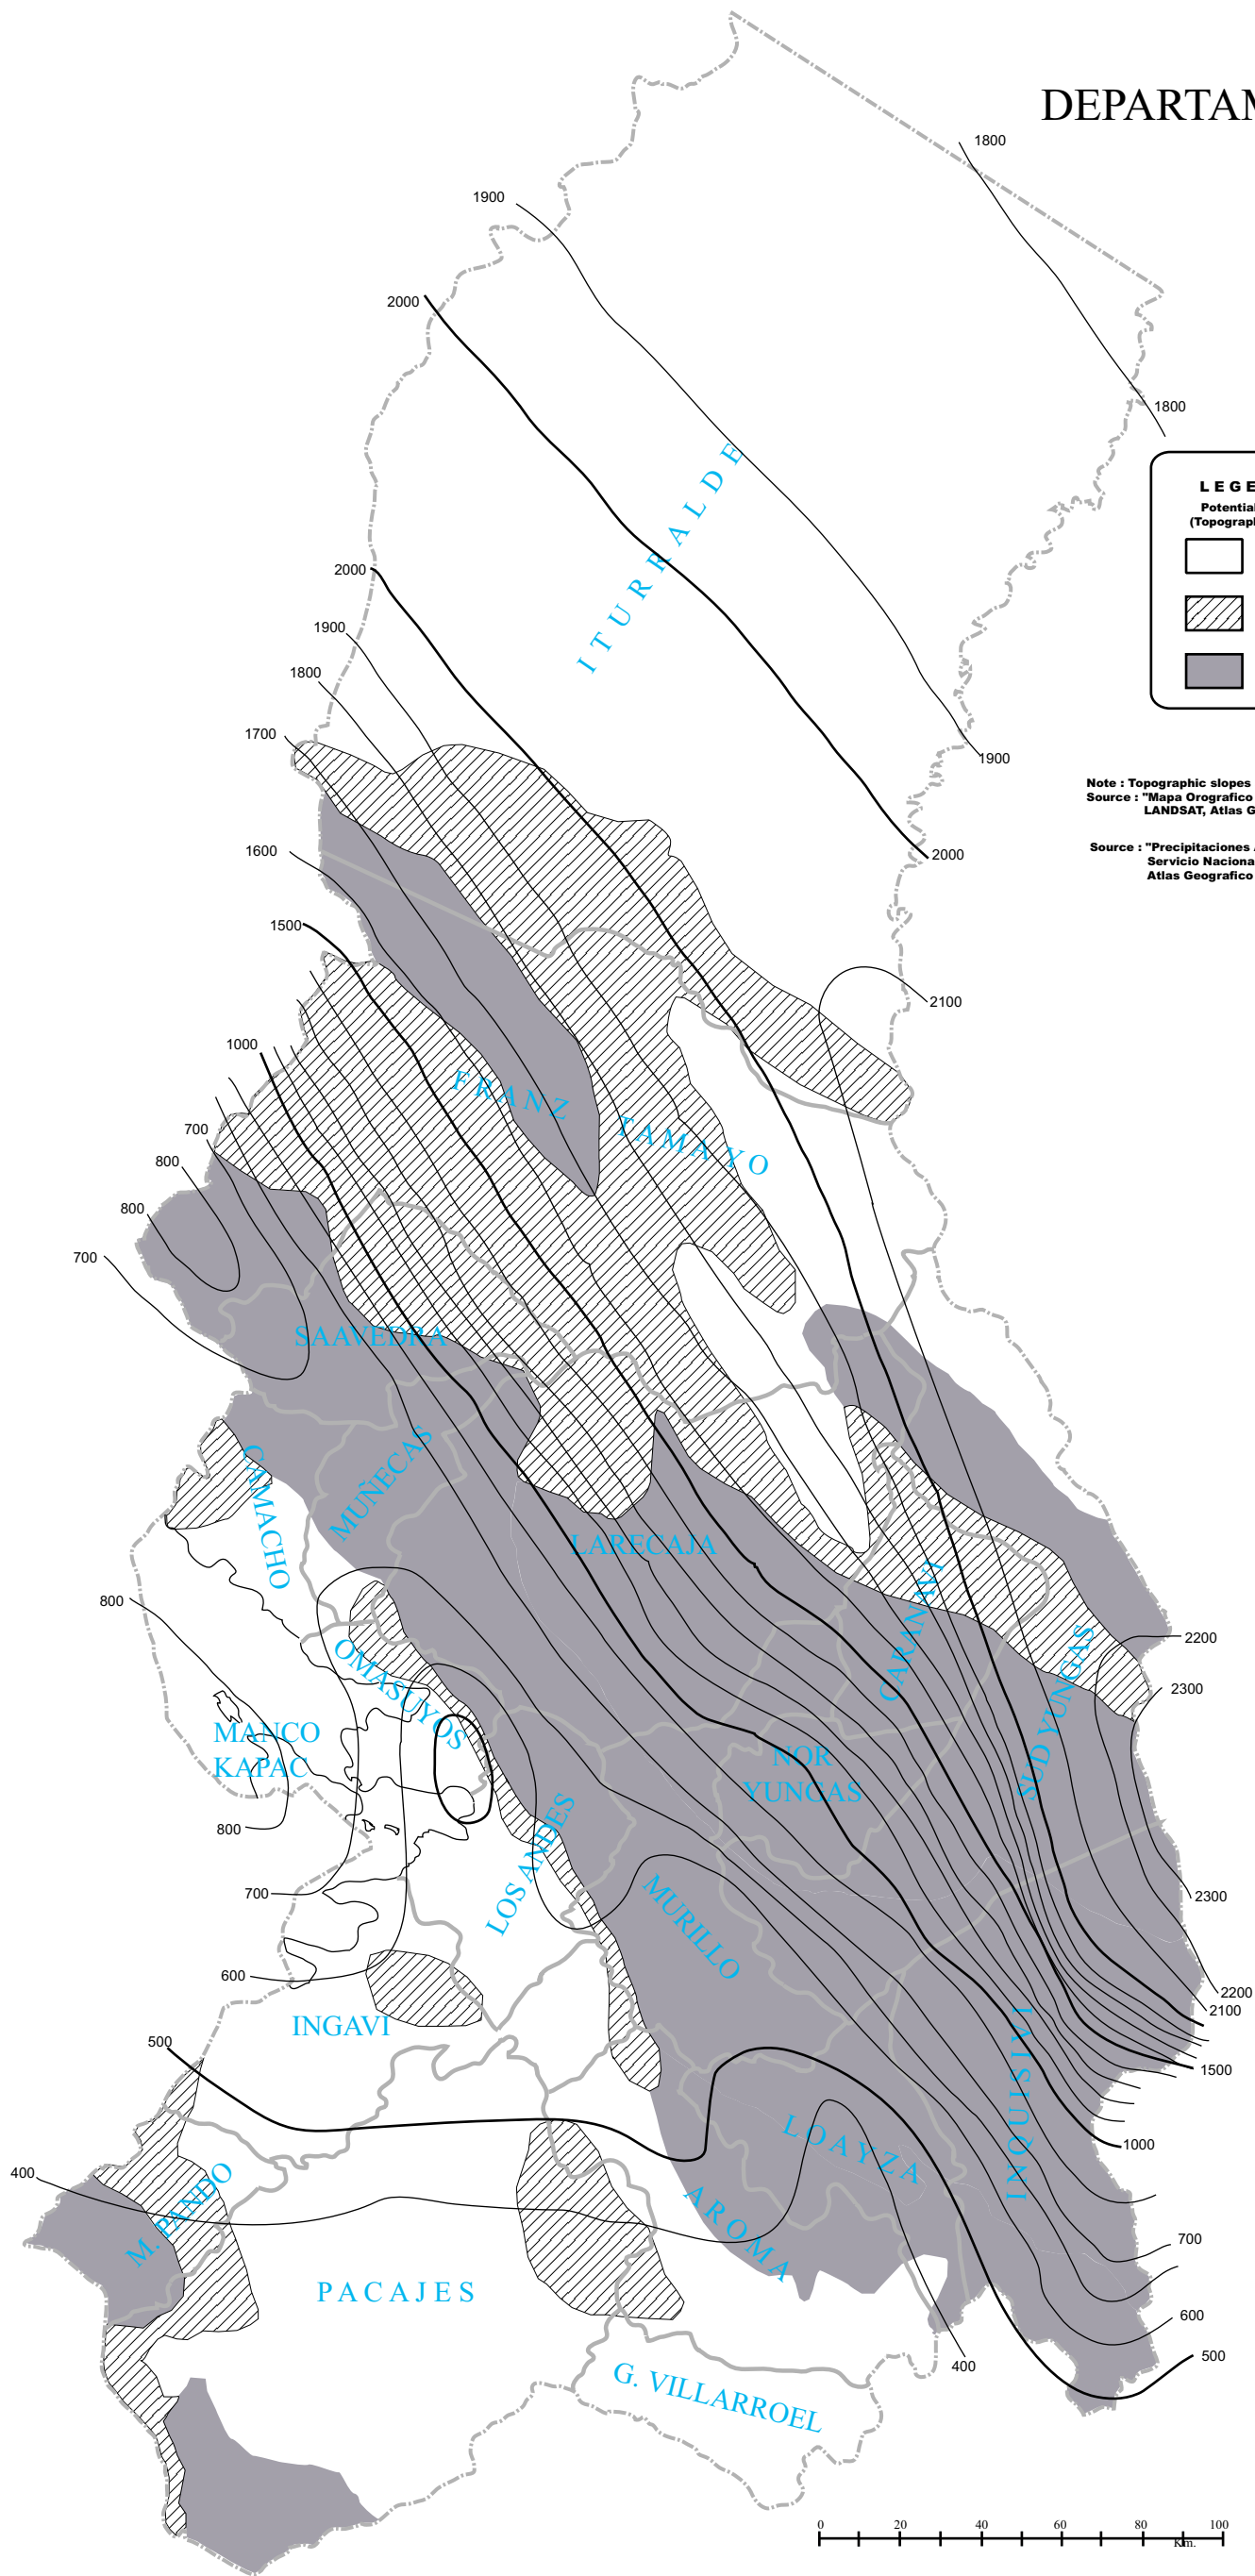 DEPARTAM
1800
1900
2000
1800
LEGE
Potential
(Topograph
ITURRALDE
2000
1900
1800
1700
1900
Note : Topographic slopes
Source : "Mapa Orografico
LANDSAT, Atlas G
1600
2000
Source : "Precipitaciones
Servicio Naciona
Atlas Geografico
1500
2100
1000
FRANZ
TAMAYO
700
800
800
700
SAAVEDRA
CAMACHO
MUÑECAS
LARECAJA
800
CARANAVI
2200
OMASUYOS
SUD YUNGAS
2300
MANCO
KAPAC
NOR
YUNGAS
800
LOS ANDES
700
MURILLO
2300
600
2200
2100
INGAVI
500
INQUISIVI
1500
LOAYZA
1000
400
M. PANDO
AROMA
700
PACAJES
600
500
400
G. VILLARROEL
0 20 40 60 80 100
Km.